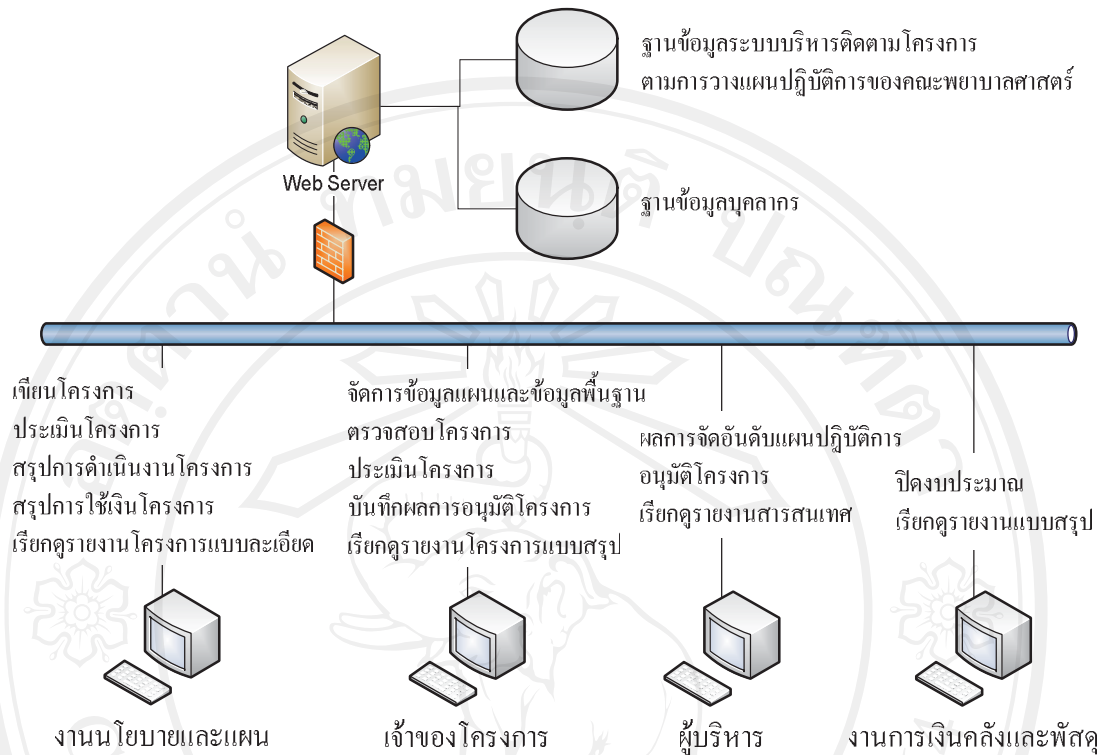 ฐานข้อมูลระบบบริหารติดตามโครงการ
ตามการวางแผนปฏิบัติการของคณะพยาบาลศาสตร์
Web Server
ฐานข้อมูลบุคลากร
เขียนโครงการ
ประเมินโครงการ
สรุปการดำเนินงานโครงการ
สรุปการใช้เงินโครงการ
เรียกดูรายงานโครงการแบบละเอียด
จัดการข้อมูลแผนและข้อมูลพื้นฐาน
ตรวจสอบโครงการ
ประเมินโครงการ
บันทึกผลการอนุมัติโครงการ
เรียกดูรายงานโครงการแบบสรุป
ผลการจัดอันดับแผนปฏิบัติการ
อนุมัติโครงการ
เรียกดูรายงานสารสนเทศ
ปิดงบประมาณ
เรียกดูรายงานแบบสรุป
งานนโยบายและแผน
เจ้าของโครงการ
ผู้บริหาร
งานการเงินคลังและพัสดุ